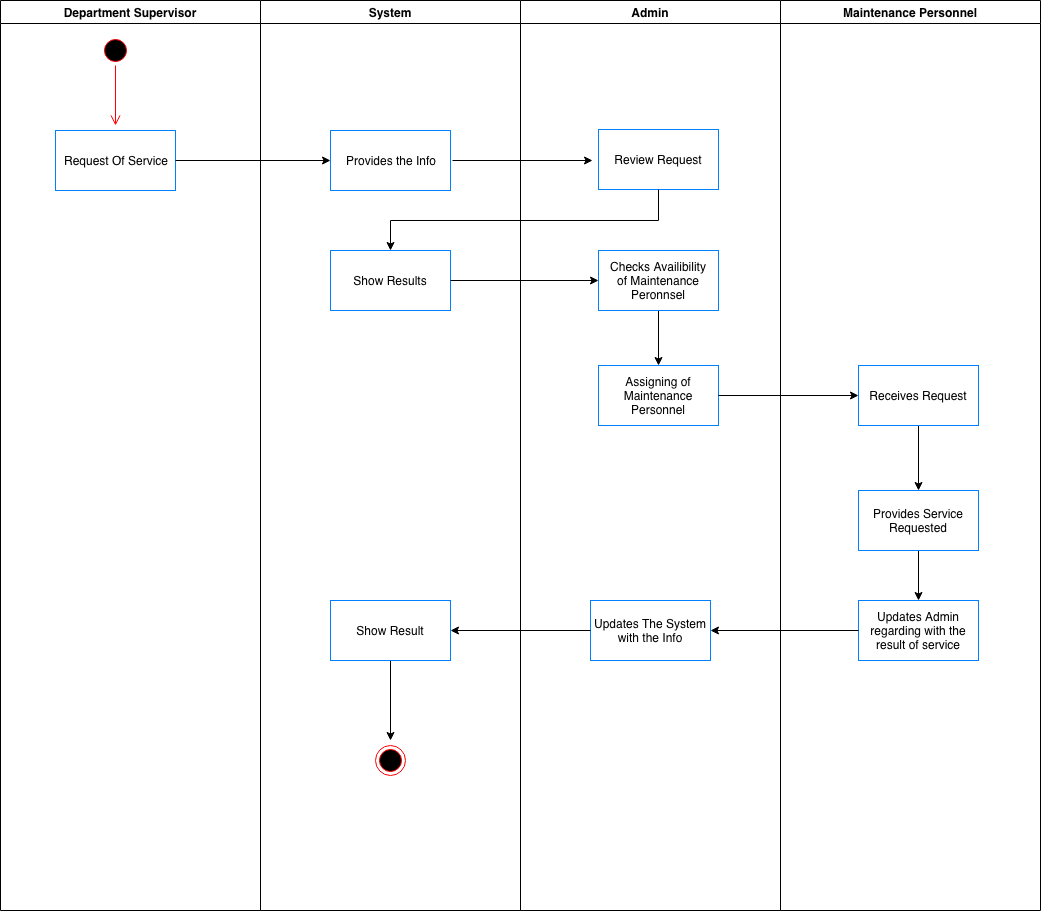 Department Supervisor
System
Admin
Maintenance Personnel
Request Of Service
Provides the Info
Review Request
Show Results
Checks Availibility
of Maintenance
Peronnsel
Assigning of
Maintenance
Personnel
Receives Request
Provides Service
Requested
Show Result
Updates The System
with the Info
Updates Admin
regarding with the
result of service